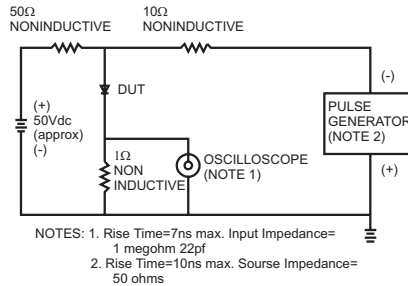 50Ω
NONINDUCTIVE
10Ω
NONINDUCTIVE
(+)
50Vdc
(approx)
(-)
DUT
1Ω
NON
INDUCTIVE
OSCILLOSCOPE
(NOTE 1)
(-)
PULSE
GENERATOR
(NOTE 2)
(+)
NOTES: 1. Rise Time=7ns max. Input Impedance=
1 megohm 22pf
2. Rise Time=10ns max. Sourse Impedance=
50 ohms